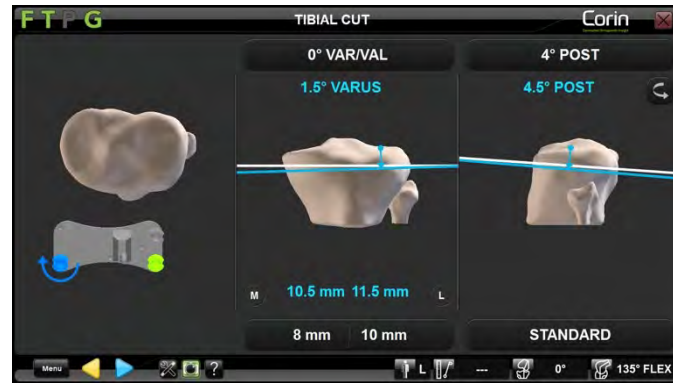 F T P G
TIBIAL CUT
Corin
0° VAR/VAL
4° POST
1.5° VARUS
4.5° POST
M
10.5 mm 11.5 mm
L
8 mm 10 mm
STANDARD
Menu
?
L
---
0°
135° FLEX